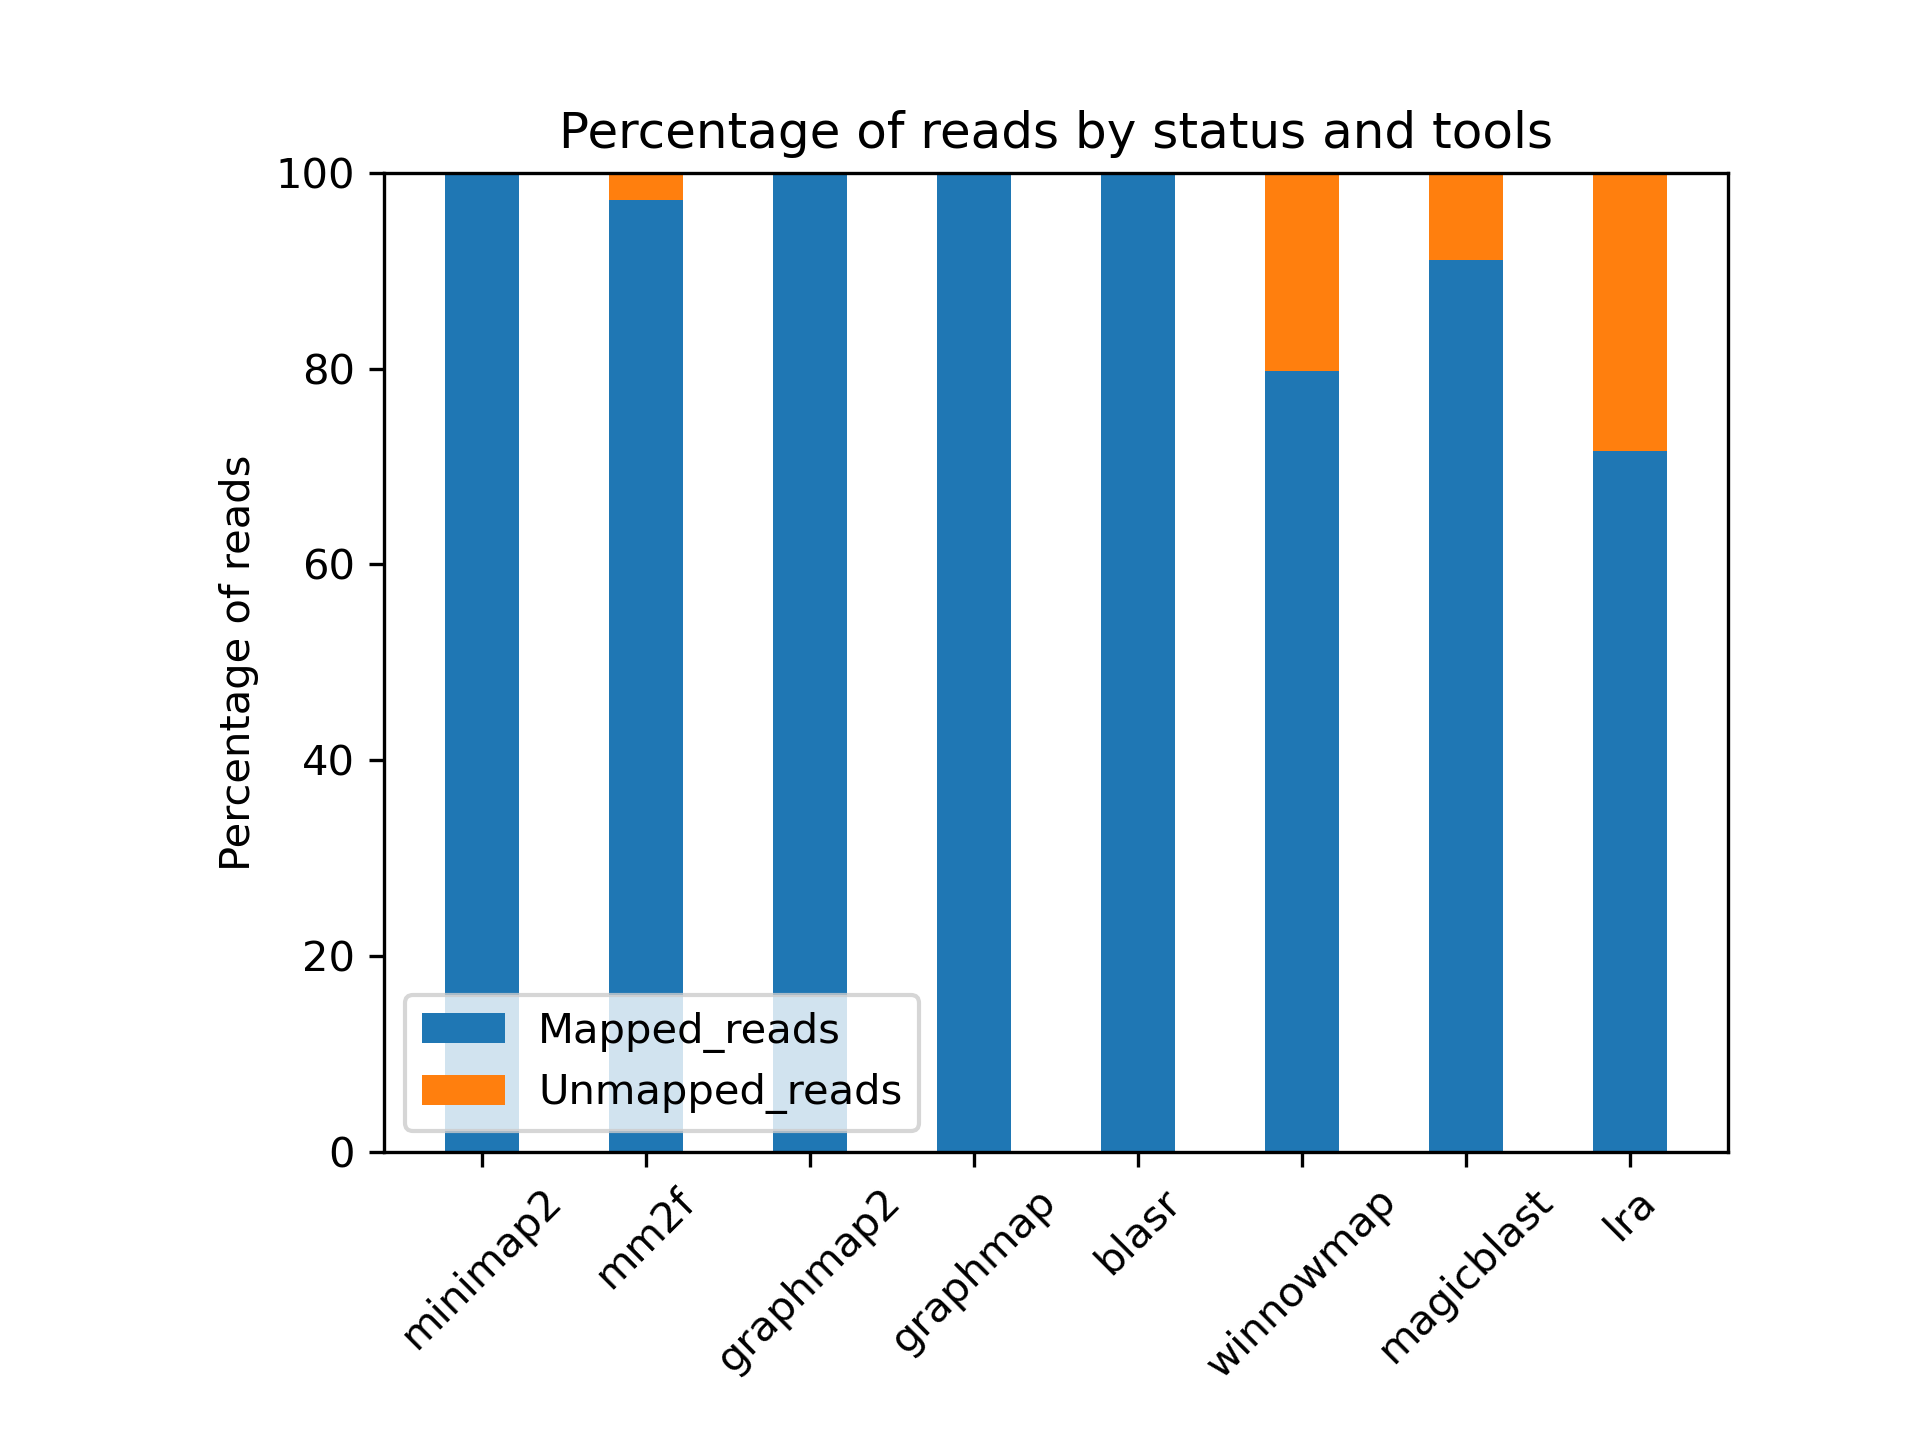 Percentage of reads by status and tools
Percentage of reads
100
80
60
40
20
0
Mapped_reads
Unmapped_reads
minimap2
mm2f
graphmap2
graphmap
blasr
winnowmap
magicblast
lra